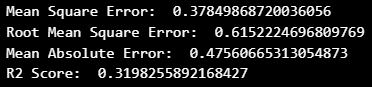 Mean Square Error:  0.37849868720036056
Root Mean Square Error:  0.6152224696809769
Mean Absolute Error:  0.47560665313054873
R2 Score:  0.3198255892168427